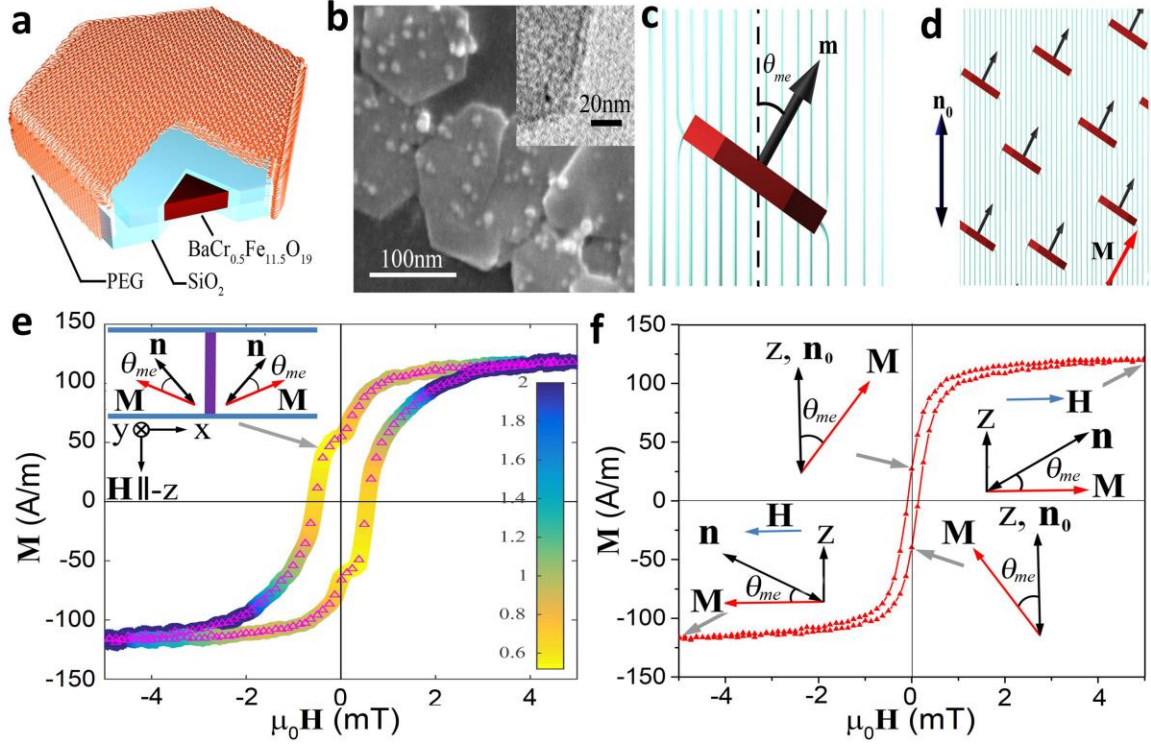 a
BaCr0.5Fe11.5O19
PEG
SiO2
b
20nm
100nm
c
m
θme
d
n0
M
e
150
100
50
0
-50
-100
-150
M (A/m)
-4 -2 0 2 4
μ0H (mT)
n n
θme θme
M M
y x
H ǁ-z
2
1.8
1.6
1.4
1.2
1
0.8
0.6
f
150
100
50
0
-50
-100
-150
M (A/m)
-4 -2 0 2 4
μ0H (mT)
z, n0
M
θme
H
z
n
θme
M
H
n
z
θme
M
M
z, n0
θme